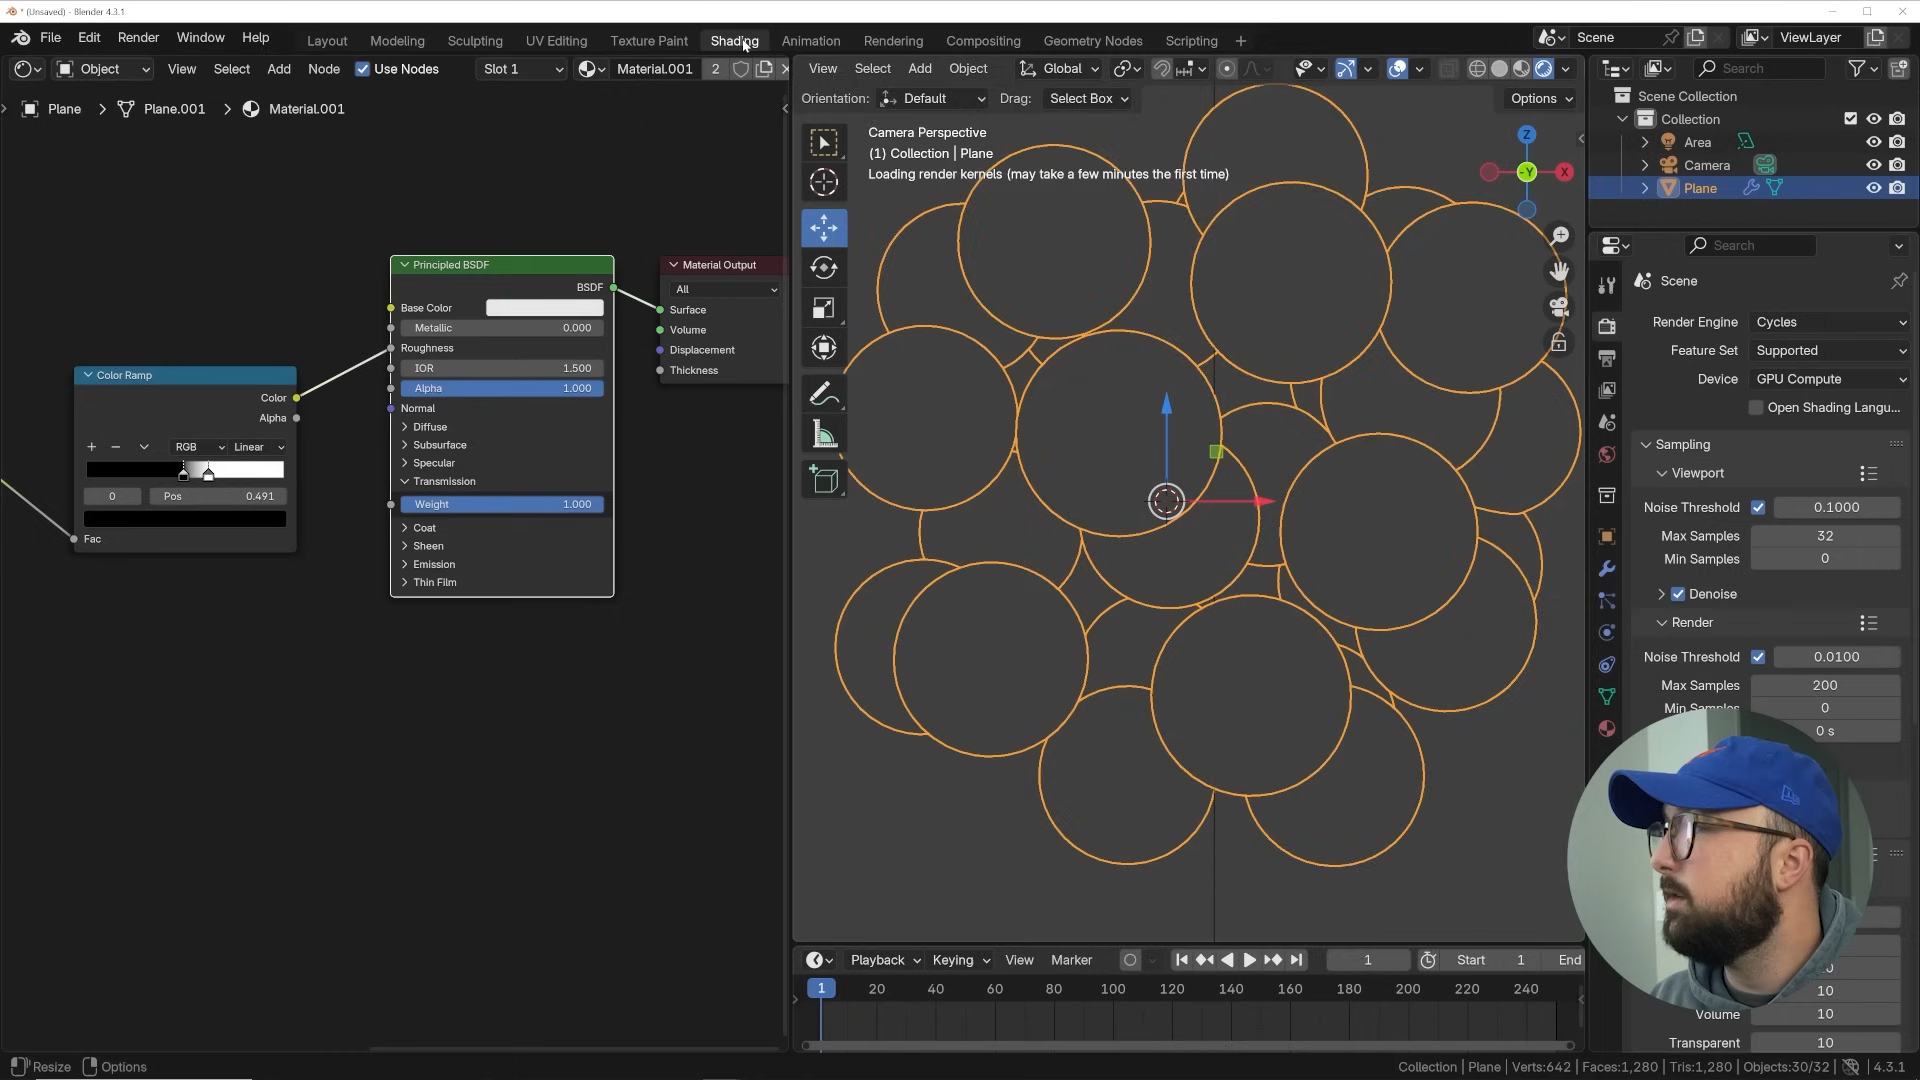 * (Unsaved) - Blender 4.3.1
File Edit Render Window Help Layout Modeling Sculpting UV Editing Texture Paint Shading Animation Rendering Compositing Geometry Nodes Scripting + Scene ViewLayer
Object View Select Add Node Use Nodes Slot 1 Material.001 2
View Select Add Object Global
Search
Orientation: Default Drag: Select Box Options
Plane > Plane.001 > Material.001
Scene Collection
Collection
Area
Camera
Plane
Camera Perspective
(1) Collection | Plane
Loading render kernels (may take a few minutes the first time)
Z
-Y
X
Principled BSDF
BSDF
Base Color
Metallic 0.000
Roughness
IOR 1.500
Alpha 1.000
Normal
Diffuse
Subsurface
Specular
Transmission
Weight 1.000
Coat
Sheen
Emission
Thin Film
Material Output
All
Surface
Volume
Displacement
Thickness
Color Ramp
Color
Alpha
RGB Linear
0 Pos 0.491
Fac
Search
Scene
Render Engine Cycles
Feature Set Supported
Device GPU Compute
Open Shading Langu...
Sampling
Viewport
Noise Threshold 0.1000
Max Samples 32
Min Samples 0
Denoise
Render
Noise Threshold 0.0100
Max Samples 200
Min Samples 0
0 s
10
Volume 10
Transparent 10
Playback Keying View Marker 1 Start 1 End
1 20 40 60 80 100 120 140 160 180 200 220 240
Resize Options
Collection | Plane | Verts:642 | Faces:1,280 | Tris:1,280 | Objects:30/32 | 4.3.1